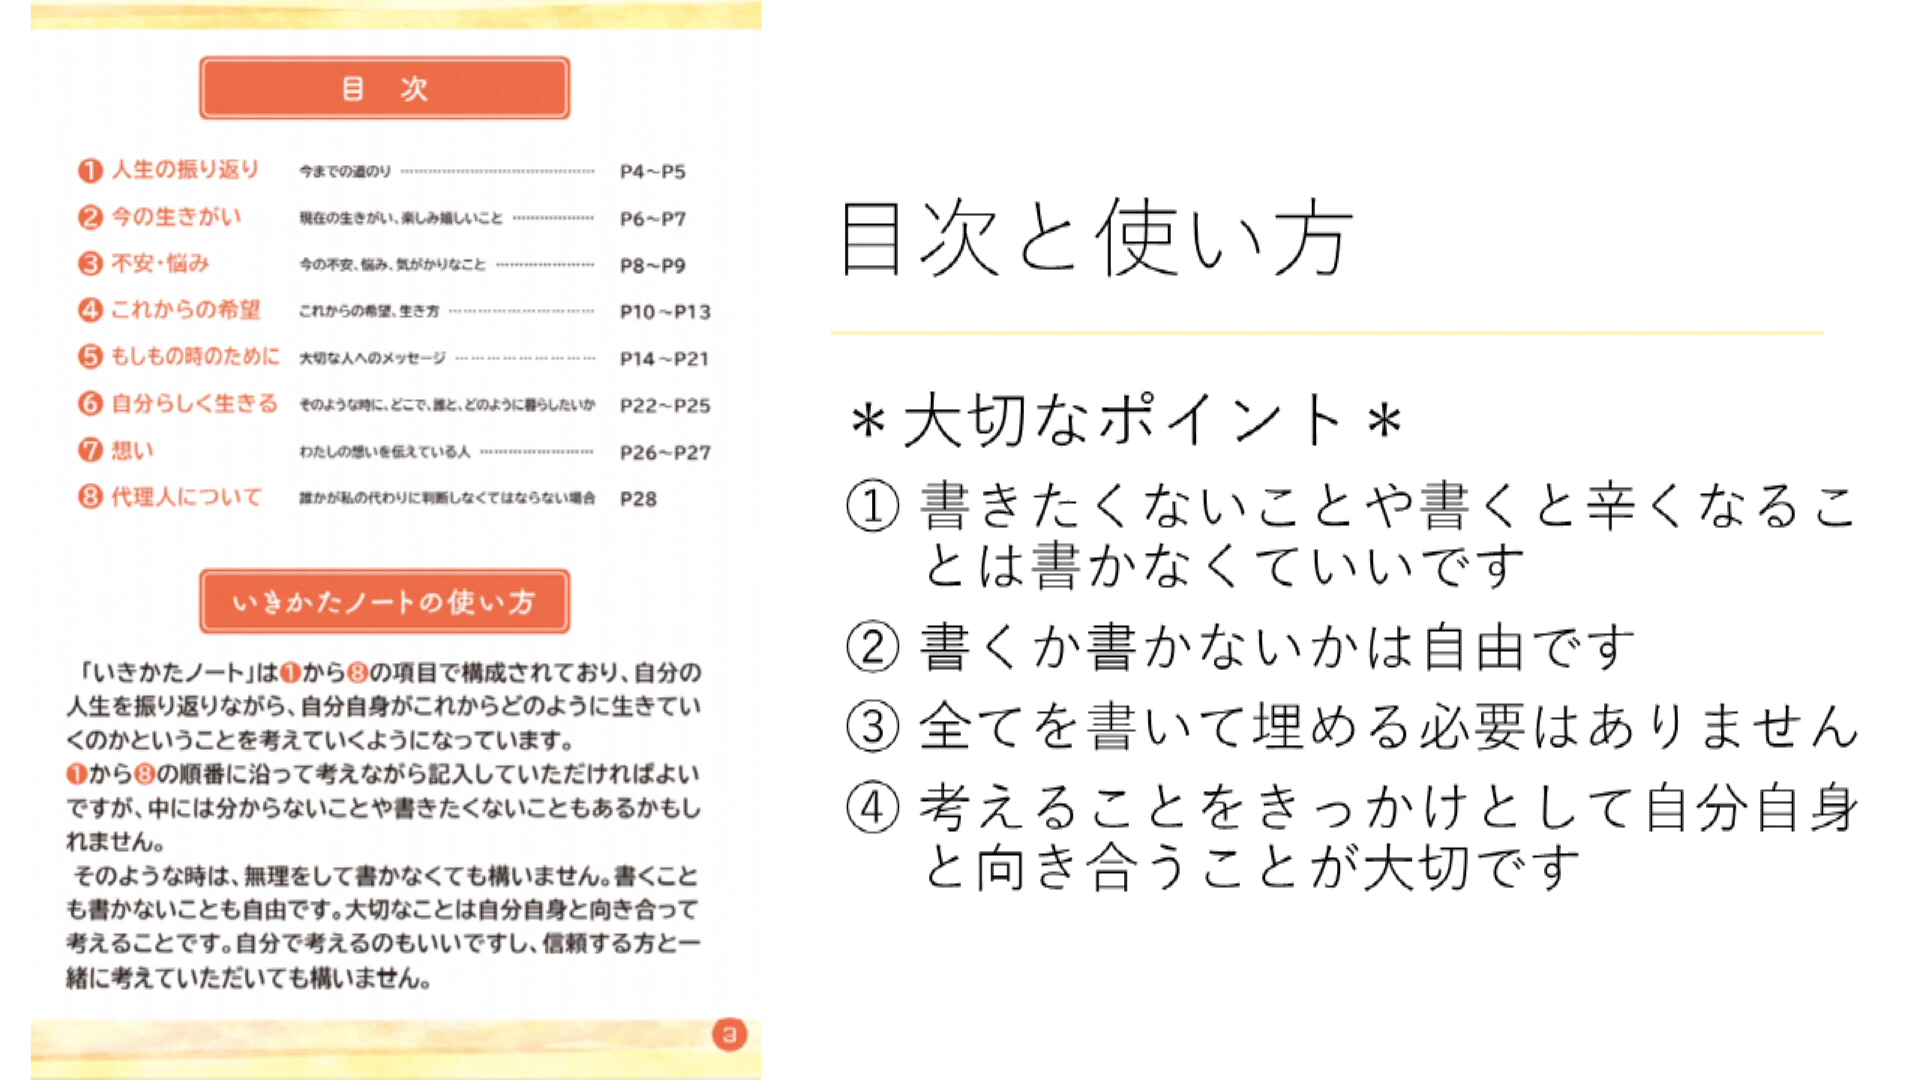 目 次
❶人生の振り返り 今までの道のり P4~P5
❷今の生きがい 現在の生きがい、楽しみ嬉しいこと P6~P7
❸不安・悩み 今の不安、悩み、気がかりなこと P8~P9
❹これからの希望 これからの希望、生き方 P10~P13
❺もしもの時のために 大切な人へのメッセージ P14~P21
❻自分らしく生きる そのような時に、どこで、誰と、どのように暮らしたいか P22~P25
❼想い わたしの想いを伝えている人 P26~P27
❽代理人について 誰かが私の代わりに判断しなくてはならない場合 P28
いきかたノートの使い方
「いきかたノート」は❶から❽の項目で構成されており、自分の
人生を振り返りながら、自分自身がこれからどのように生きてい
くのかということを考えていくようになっています。
❶から❽の順番に沿って考えながら記入していただければよい
ですが、中には分からないことや書きたくないこともあるかもし
れません。
そのような時は、無理をして書かなくても構いません。書くこと
も書かないことも自由です。大切なことは自分自身と向き合って
考えることです。自分で考えるのもいいですし、信頼する方と一
緒に考えていただいても構いません。
3
目次と使い方
＊大切なポイント＊
① 書きたくないことや書くと辛くなるこ
とは書かなくていいです
② 書くか書かないかは自由です
③ 全てを書いて埋める必要はありません
④ 考えることをきっかけとして自分自身
と向き合うことが大切です